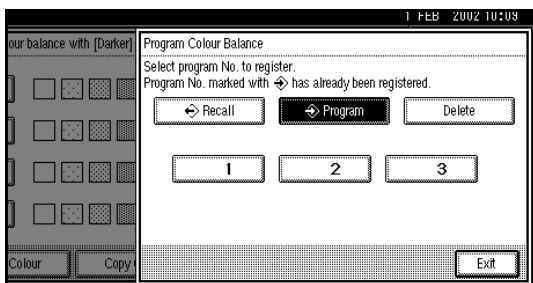 1 FEB 2002 10:09
our balance with [Darker]
Program Colour Balance
Select program No. to register.
Program No. marked with has already been registered.
Recall Program Delete
1 2 3
Colour Copy
Exit